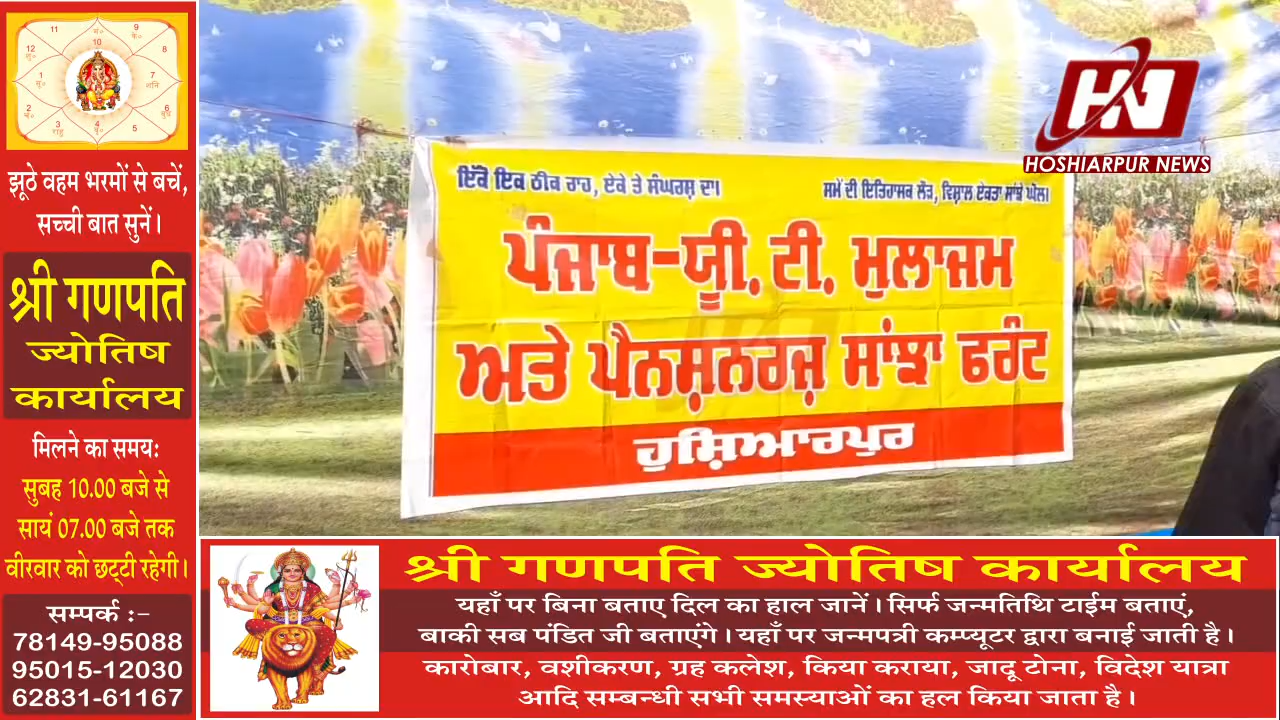 झूठे वहम भरमों से बचें,
सच्ची बात सुनें।
श्री गणपति
ज्योतिष
कार्यालय
मिलने का समय:
सुबह 10.00 बजे से
सायं 07.00 बजे तक
वीरवार को छट्टी रहेगी।
सम्पर्क :-
78149-95088
95015-12030
62831-61167
HN
HOSHIARPUR NEWS
ਇੱਕੋ ਇਕ ਠੀਕ ਰਾਹ, ਏਕੇ ਤੇ ਸੰਘਰਸ਼ ਦਾ।
ਸਮੇਂ ਦੀ ਇਤਿਹਾਸਕ ਲੋੜ, ਵਿਸ਼ਾਲ ਏਕਤਾ ਸਾਂਝੇ ਘੋਲ।
ਪੰਜਾਬ-ਯੂੀ. ਟੀ. ਮੁਲਾਜਮ
ਅਤੇ ਪੈਨਸ਼ਨਰਜ਼ ਸਾਂਝਾ ਫਰੰਟ
ਹੁਸ਼ਿਆਰਪੁਰ
श्री गणपति ज्योतिष कार्यालय
यहाँ पर बिना बताए दिल का हाल जानें। सिर्फ जन्मतिथि टाईम बताएं,
बाकी सब पंडित जी बताएंगे। यहाँ पर जन्मपत्री कम्प्यूटर द्वारा बनाई जाती है।
कारोबार, वशीकरण, ग्रह कलेश, किया कराया, जादू टोना, विदेश यात्रा
आदि सम्बन्धी सभी समस्याओं का हल किया जाता है।